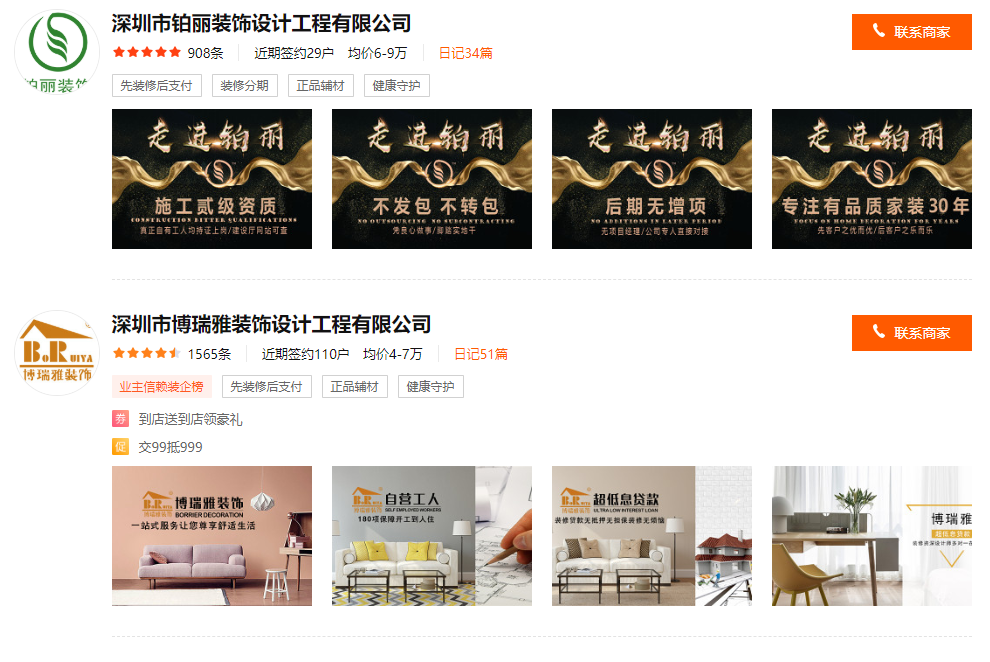 深圳市铂丽装饰设计工程有限公司
联系商家
908条 近期签约29户 均价6-9万 日记34篇
铂丽装饰
先装修后支付 装修分期 正品辅材 健康守护
走进铂丽
施工贰级资质
CONSTRUCTION BITTER QUALIFICATIONS
真正自有工人均持证上岗/建设厅网站可查
走进铂丽
不发包 不转包
NO OUTSOURCING NO SUBCONTRACTING
凭良心做事/脚踏实地干
走进铂丽
后期无增项
NO ADDITIONS IN LATER PERIOD
无项目经理/公司专人直接对接
走进铂丽
专注有品质家装30年
FOCUS ON HOME DECORATION FOR YEARS
先客户之优而优/后客户之乐而乐
深圳市博瑞雅装饰设计工程有限公司
联系商家
BoRuiya
博瑞雅装饰
1565条 近期签约110户 均价4-7万 日记51篇
业主信赖装企榜 先装修后支付 正品辅材 健康守护
券 到店送到店领豪礼
促 交99抵999
博瑞雅装饰
BORRIER DECORATION
一站式服务让您尊享舒适生活
自营工人
SELF EMPLOYED WORKERS
180项保障开工到人住
超低息贷款
ULTRA LOW INTEREST LOAN
装修贷款无抵押无担保装修无烦恼
博瑞雅